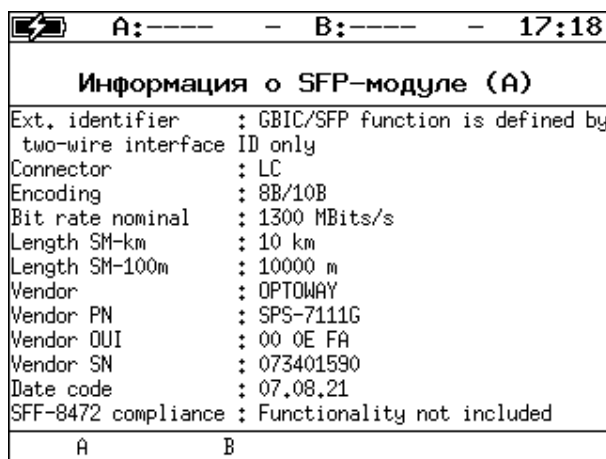 A:---- - B:---- - 17:18
Информация о SFP-модуле (A)
Ext. identifier : GBIC/SFP function is defined by
two-wire interface ID only
Connector : LC
Encoding : 8B/10B
Bit rate nominal : 1300 MBits/s
Length SM-km : 10 km
Length SM-100m : 10000 m
Vendor : OPTOWAY
Vendor PN : SPS-7111G
Vendor OUI : 00 0E FA
Vendor SN : 073401590
Date code : 07.08.21
SFF-8472 compliance : Functionality not included
A B